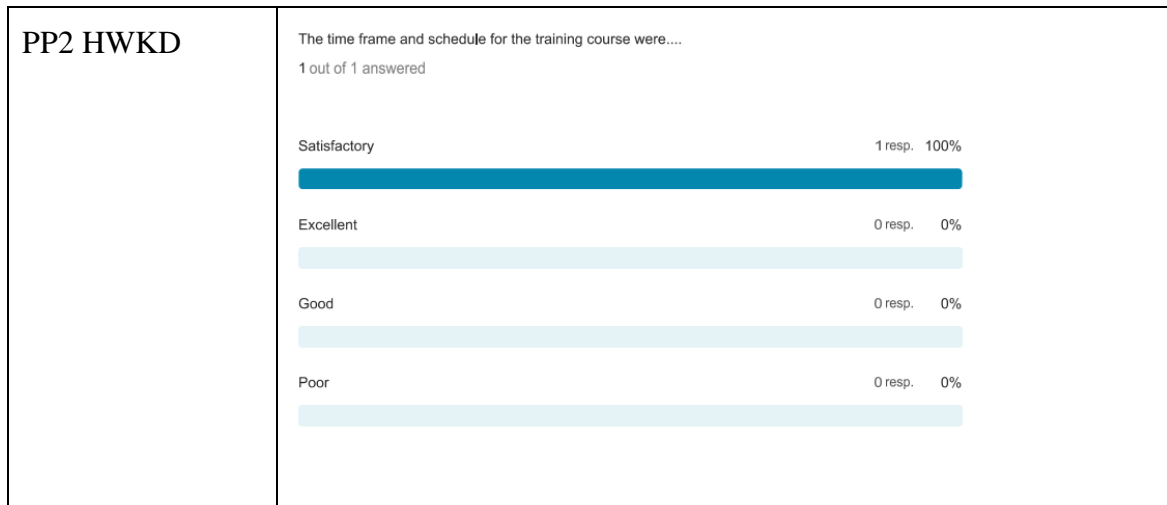 PP2 HWKD
The time frame and schedule for the training course were....
1 out of 1 answered
Satisfactory 1 resp. 100%
Excellent 0 resp. 0%
Good 0 resp. 0%
Poor 0 resp. 0%